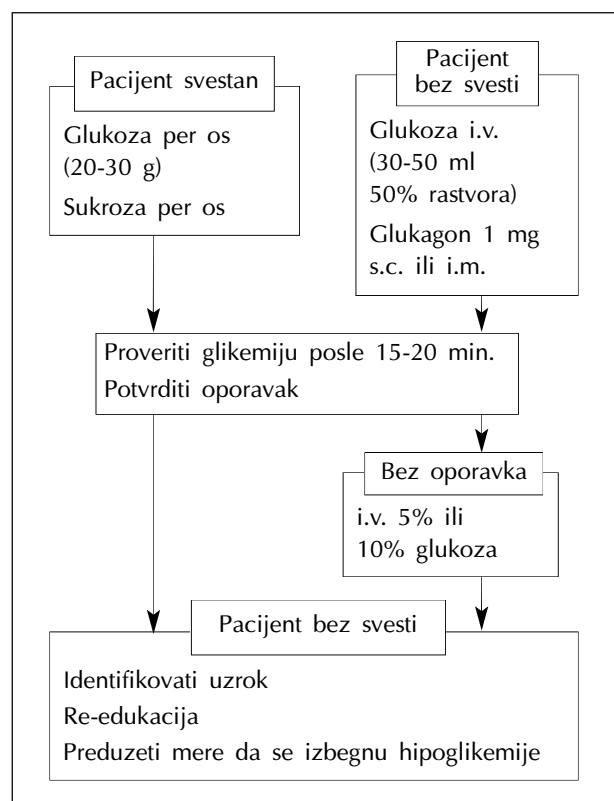 Pacijent svestan
Glukoza per os
(20-30 g)
Sukroza per os
Pacijent
bez svesti
Glukoza i.v.
(30-50 ml
50% rastvora)
Glukagon 1 mg
s.c. ili i.m.
Proveriti glikemiju posle 15-20 min.
Potvrditi oporavak
Bez oporavka
i.v. 5% ili
10% glukoza
Pacijent bez svesti
Identifikovati uzrok
Re-edukacija
Preduzeti mere da se izbegnu hipoglikemije